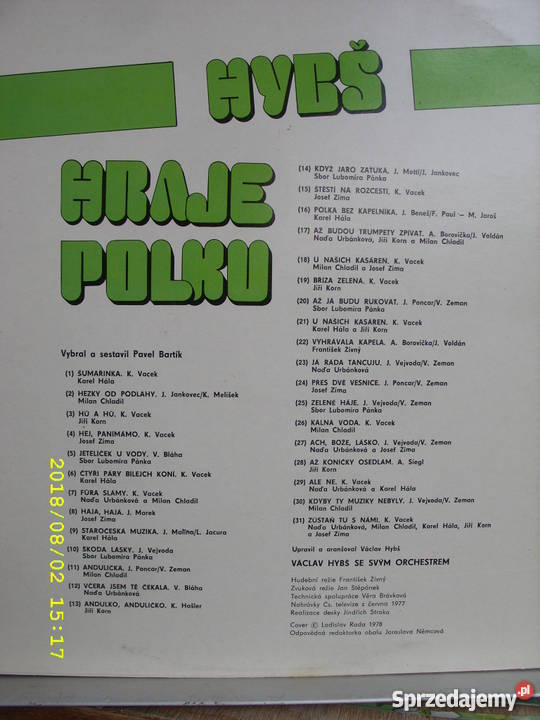 HYBŠ
HRAJE
POLKU
Vybral a sestavil Pavel Bartík
(1) ŠUMARINKA. K. Vacek
Karel Hála
(2) HEZKY OD PODLAHY. J. Jankovec/K. Melíšek
Milan Chladil
(3) HŮ A HŮ. K. Vacek
Jiří Korn
(4) HEJ, PANIMÁMO. K. Vacek
Josef Zíma
(5) JETELÍČEK U VODY. V. Bláha
Sbor Lubomíra Pánka
(6) ČTYŘI PÁRY BÍLEJCH KONÍ. K. Vacek
Karel Hála
(7) FŮRA SLÁMY. K. Vacek
Naďa Urbánková a Milan Chladil
(8) HAJA, HAJA. J. Marek
Josef Zíma
(9) STAROČESKÁ MUZIKA. J. Malina/L. Jacura
Karel Hála
(10) ŠKODA LÁSKY. J. Vejvoda
Sbor Lubomíra Pánka
(11) ANDULIČKA. J. Poncar/V. Zeman
Milan Chladil
(12) VČERA JSEM TĚ ČEKALA. V. Bláha
Naďa Urbánková
(13) ANDULKO, ANDULIČKO. K. Hašler
Jiří Korn
(14) KDYŽ JARO ZAŤUKÁ. J. Mottl/J. Jankovec
Sbor Lubomíra Pánka
(15) ŠTĚSTÍ NA ROZCESTÍ. K. Vacek
Josef Zíma
(16) POLKA BEZ KAPELNÍKA. J. Beneš/F. Paul — M. Jaroš
Karel Hála
(17) AŽ BUDOU TRUMPETY ZPÍVAT. A. Borovička/J. Voldán
Naďa Urbánková, Jiří Korn a Milan Chladil
(18) U NAŠICH KASÁREN. K. Vacek
Milan Chladil a Josef Zíma
(19) BŘÍZA ZELENÁ. K. Vacek
Jiří Korn
(20) AŽ JÁ BUDU RUKOVAT. J. Poncar/V. Zeman
Sbor Lubomíra Pánka
(21) U NAŠICH KASÁREN. K. Vacek
Karel Hála a Jiří Korn
(22) VYHRÁVALA KAPELA. A. Borovička/J. Voldán
František Živný
(23) JÁ RÁDA TANCUJU. J. Vejvoda/V. Zeman
Naďa Urbánková
(24) PŘES DVĚ VESNICE. J. Poncar/V. Zeman
Josef Zíma
(25) ZELENÉ HÁJE. J. Vejvoda/V. Zeman
Sbor Lubomíra Pánka
(26) KALNÁ VODA. K. Vacek
Milan Chladil
(27) ACH, BOŽE, LÁSKO. J. Vejvoda/V. Zeman
Naďa Urbánková a Josef Zíma
(28) AŽ KONÍČKY OSEDLÁM. A. Siegl
Jiří Korn
(29) ALE NE. K. Vacek
Naďa Urbánková a Karel Hála
(30) KDYBY TY MUZIKY NEBYLY. J. Vejvoda/V. Zeman
Milan Chladil
(31) ZŮSTAŇ TU S NÁMI. K. Vacek
Naďa Urbánková, Milan Chladil, Karel Hála, Jiří Korn
a Josef Zíma
Upravil a aranžoval Václav Hybš
VÁCLAV HYBŠ SE SVÝM ORCHESTREM
Hudební režie František Živný
Zvuková režie Jan Štěpánek
Technická spolupráce Věra Brávková
Nahrávky Čs. televize z června 1977
Realizace desky Jindřich Straka
Cover © Ladislav Rada 1978
Odpovědná redaktorka obalu Jaroslava Němcová
2018/08/02 15:17
Sprzedajemy.pl